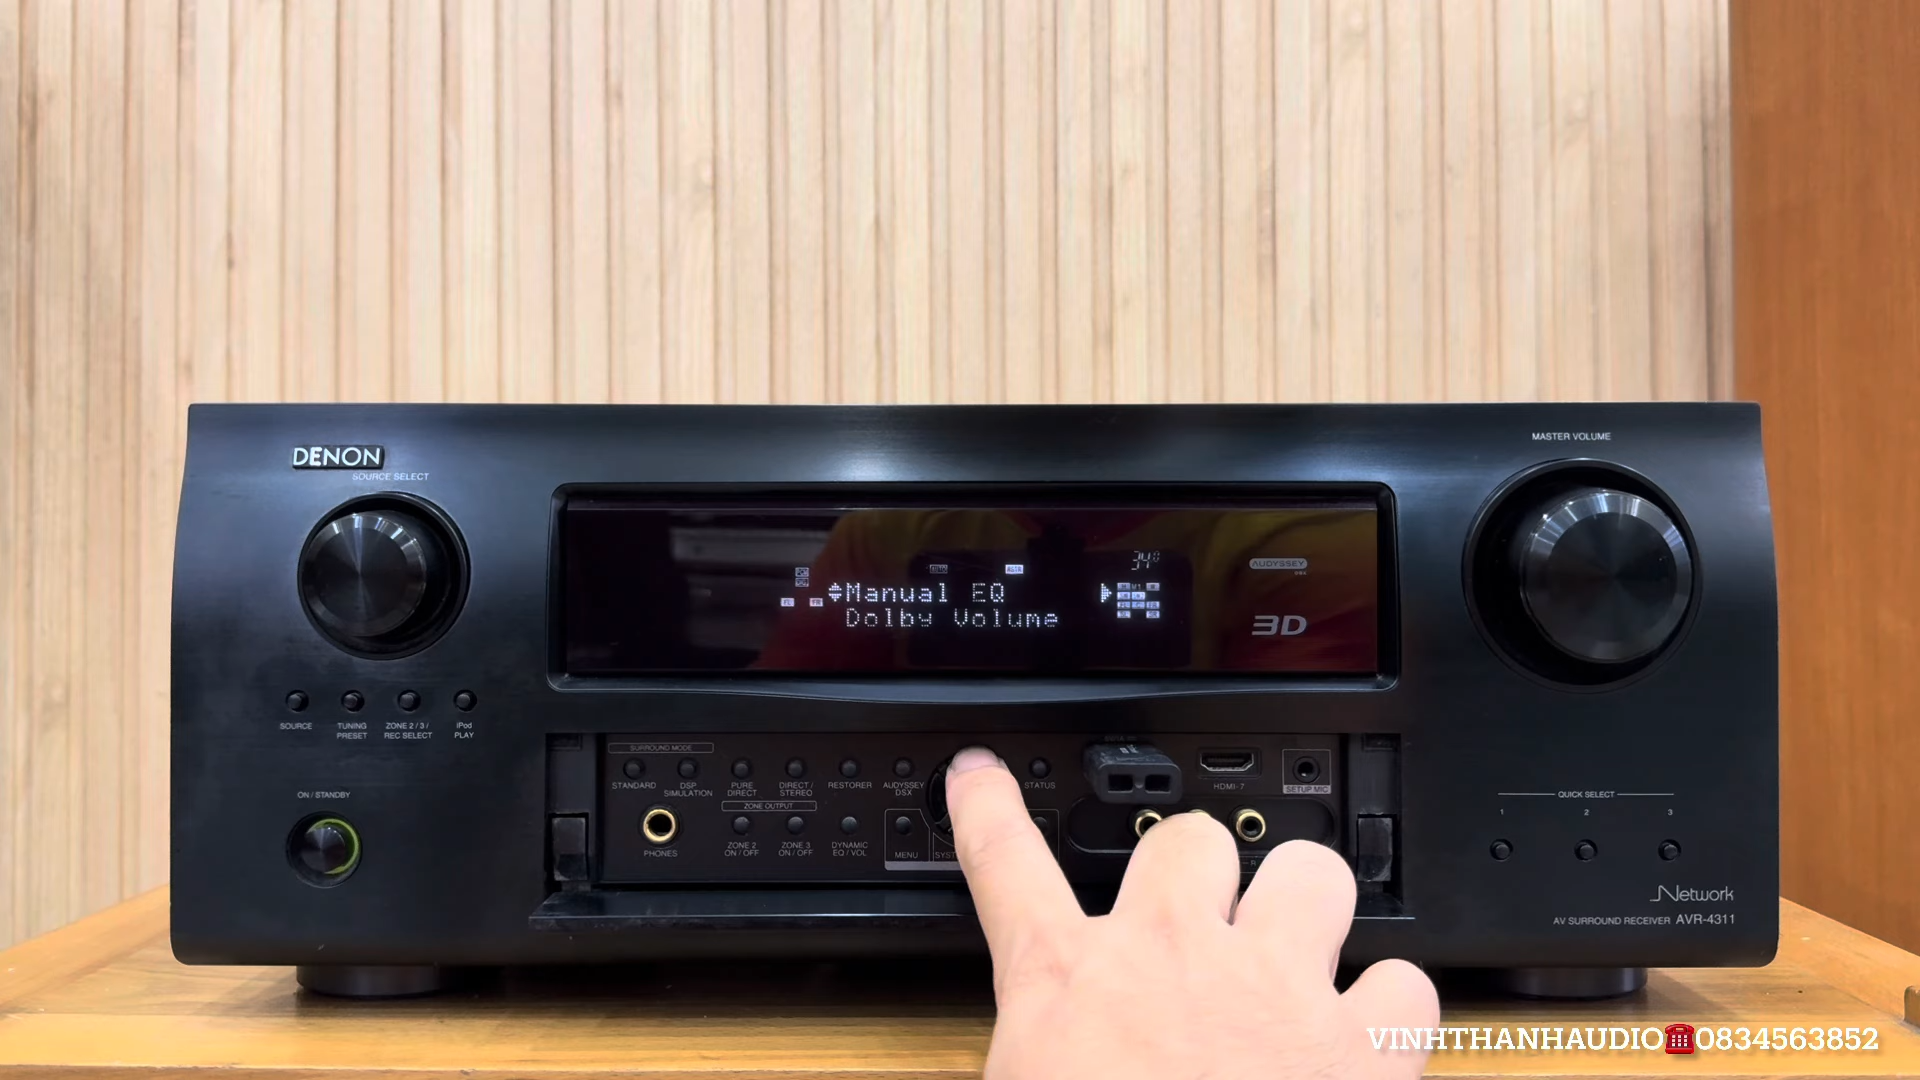 DENON
SOURCE SELECT
MASTER VOLUME
AUDYSSEY
34.0
Manual EQ
Dolby Volume
3D
SOURCE
TUNING PRESET
ZONE 2 / 3 / REC SELECT
iPod PLAY
SURROUND MODE
STANDARD
DSP SIMULATION
PURE DIRECT
DIRECT / STEREO
RESTORER
AUDYSSEY DSX
STATUS
HDMI-7
SETUP MIC
ZONE OUTPUT
ON / STANDBY
PHONES
ZONE 2 ON / OFF
ZONE 3 ON / OFF
DYNAMIC EQ / VOL
MENU
QUICK SELECT
1 2 3
Network
AV SURROUND RECEIVER AVR-4311
VINHTHANHAUDIO☎0834563852